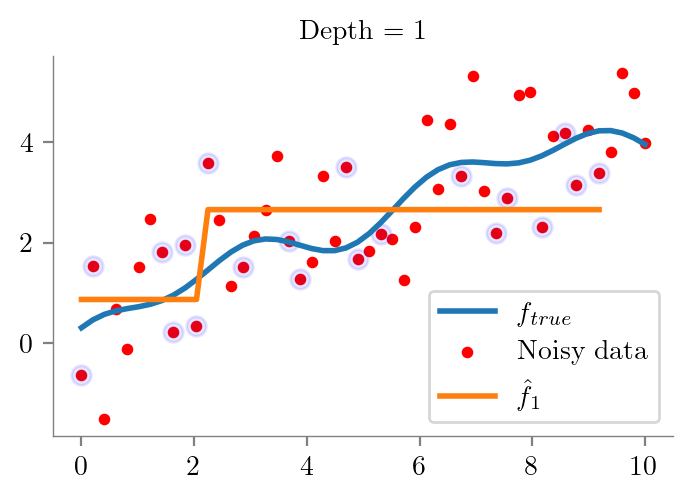 Depth = 1
4
2
0
0 2 4 6 8 10
f_true
Noisy data
f̂_1